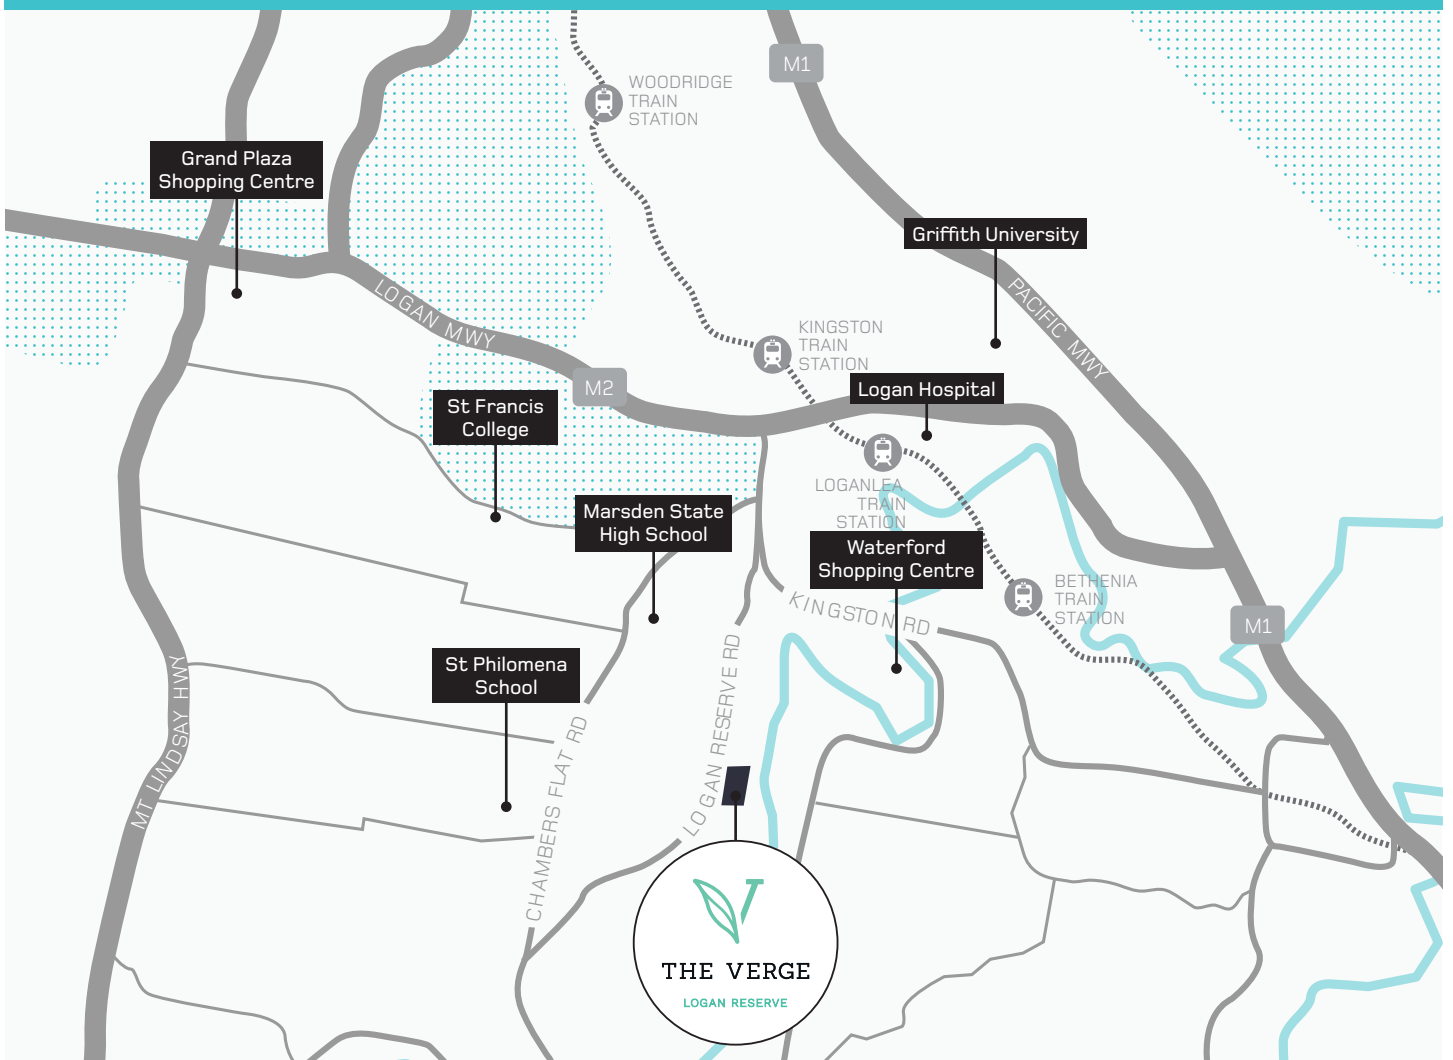 M1
WOODRIDGE
TRAIN
STATION
Grand Plaza
Shopping Centre
Griffith University
LOGAN MWY
PACIFIC MWY
KINGSTON
TRAIN
STATION
M2
Logan Hospital
St Francis
College
LOGANLEA
TRAIN
STATION
Marsden State
High School
Waterford
Shopping Centre
BETHENIA
TRAIN
STATION
KINGSTON RD
M1
St Philomena
School
MT LINDSAY HWY
LOGAN RESERVE RD
CHAMBERS FLAT RD
THE VERGE
LOGAN RESERVE